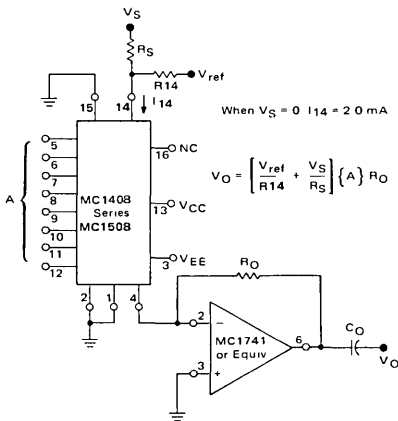 VS
RS
R14
Vref
I14
15
14
When VS = 0 I14 = 2 0 mA
5
6
7
8
9
10
11
12
A
16
NC
MC1408
Series
MC1508
13
VCC
3
VEE
VO = [ Vref / R14 + VS / RS ] {A} RO
2
1
4
RO
2
−
MC1741
or Equiv
6
3
+
CO
VO